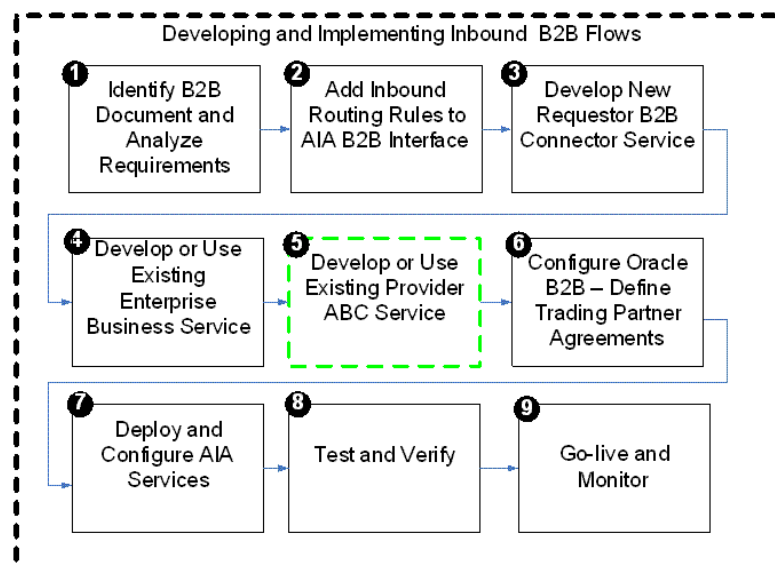 Developing and Implementing Inbound B2B Flows
1
Identify B2B
Document and
Analyze
Requirements
2
Add Inbound
Routing Rules to
AIA B2B Interface
3
Develop New
Requestor B2B
Connector Service
4
Develop or Use
Existing
Enterprise
Business Service
5
Develop or Use
Existing Provider
ABC Service
6
Configure Oracle
B2B – Define
Trading Partner
Agreements
7
Deploy and
Configure AIA
Services
8
Test and Verify
9
Go-live and
Monitor